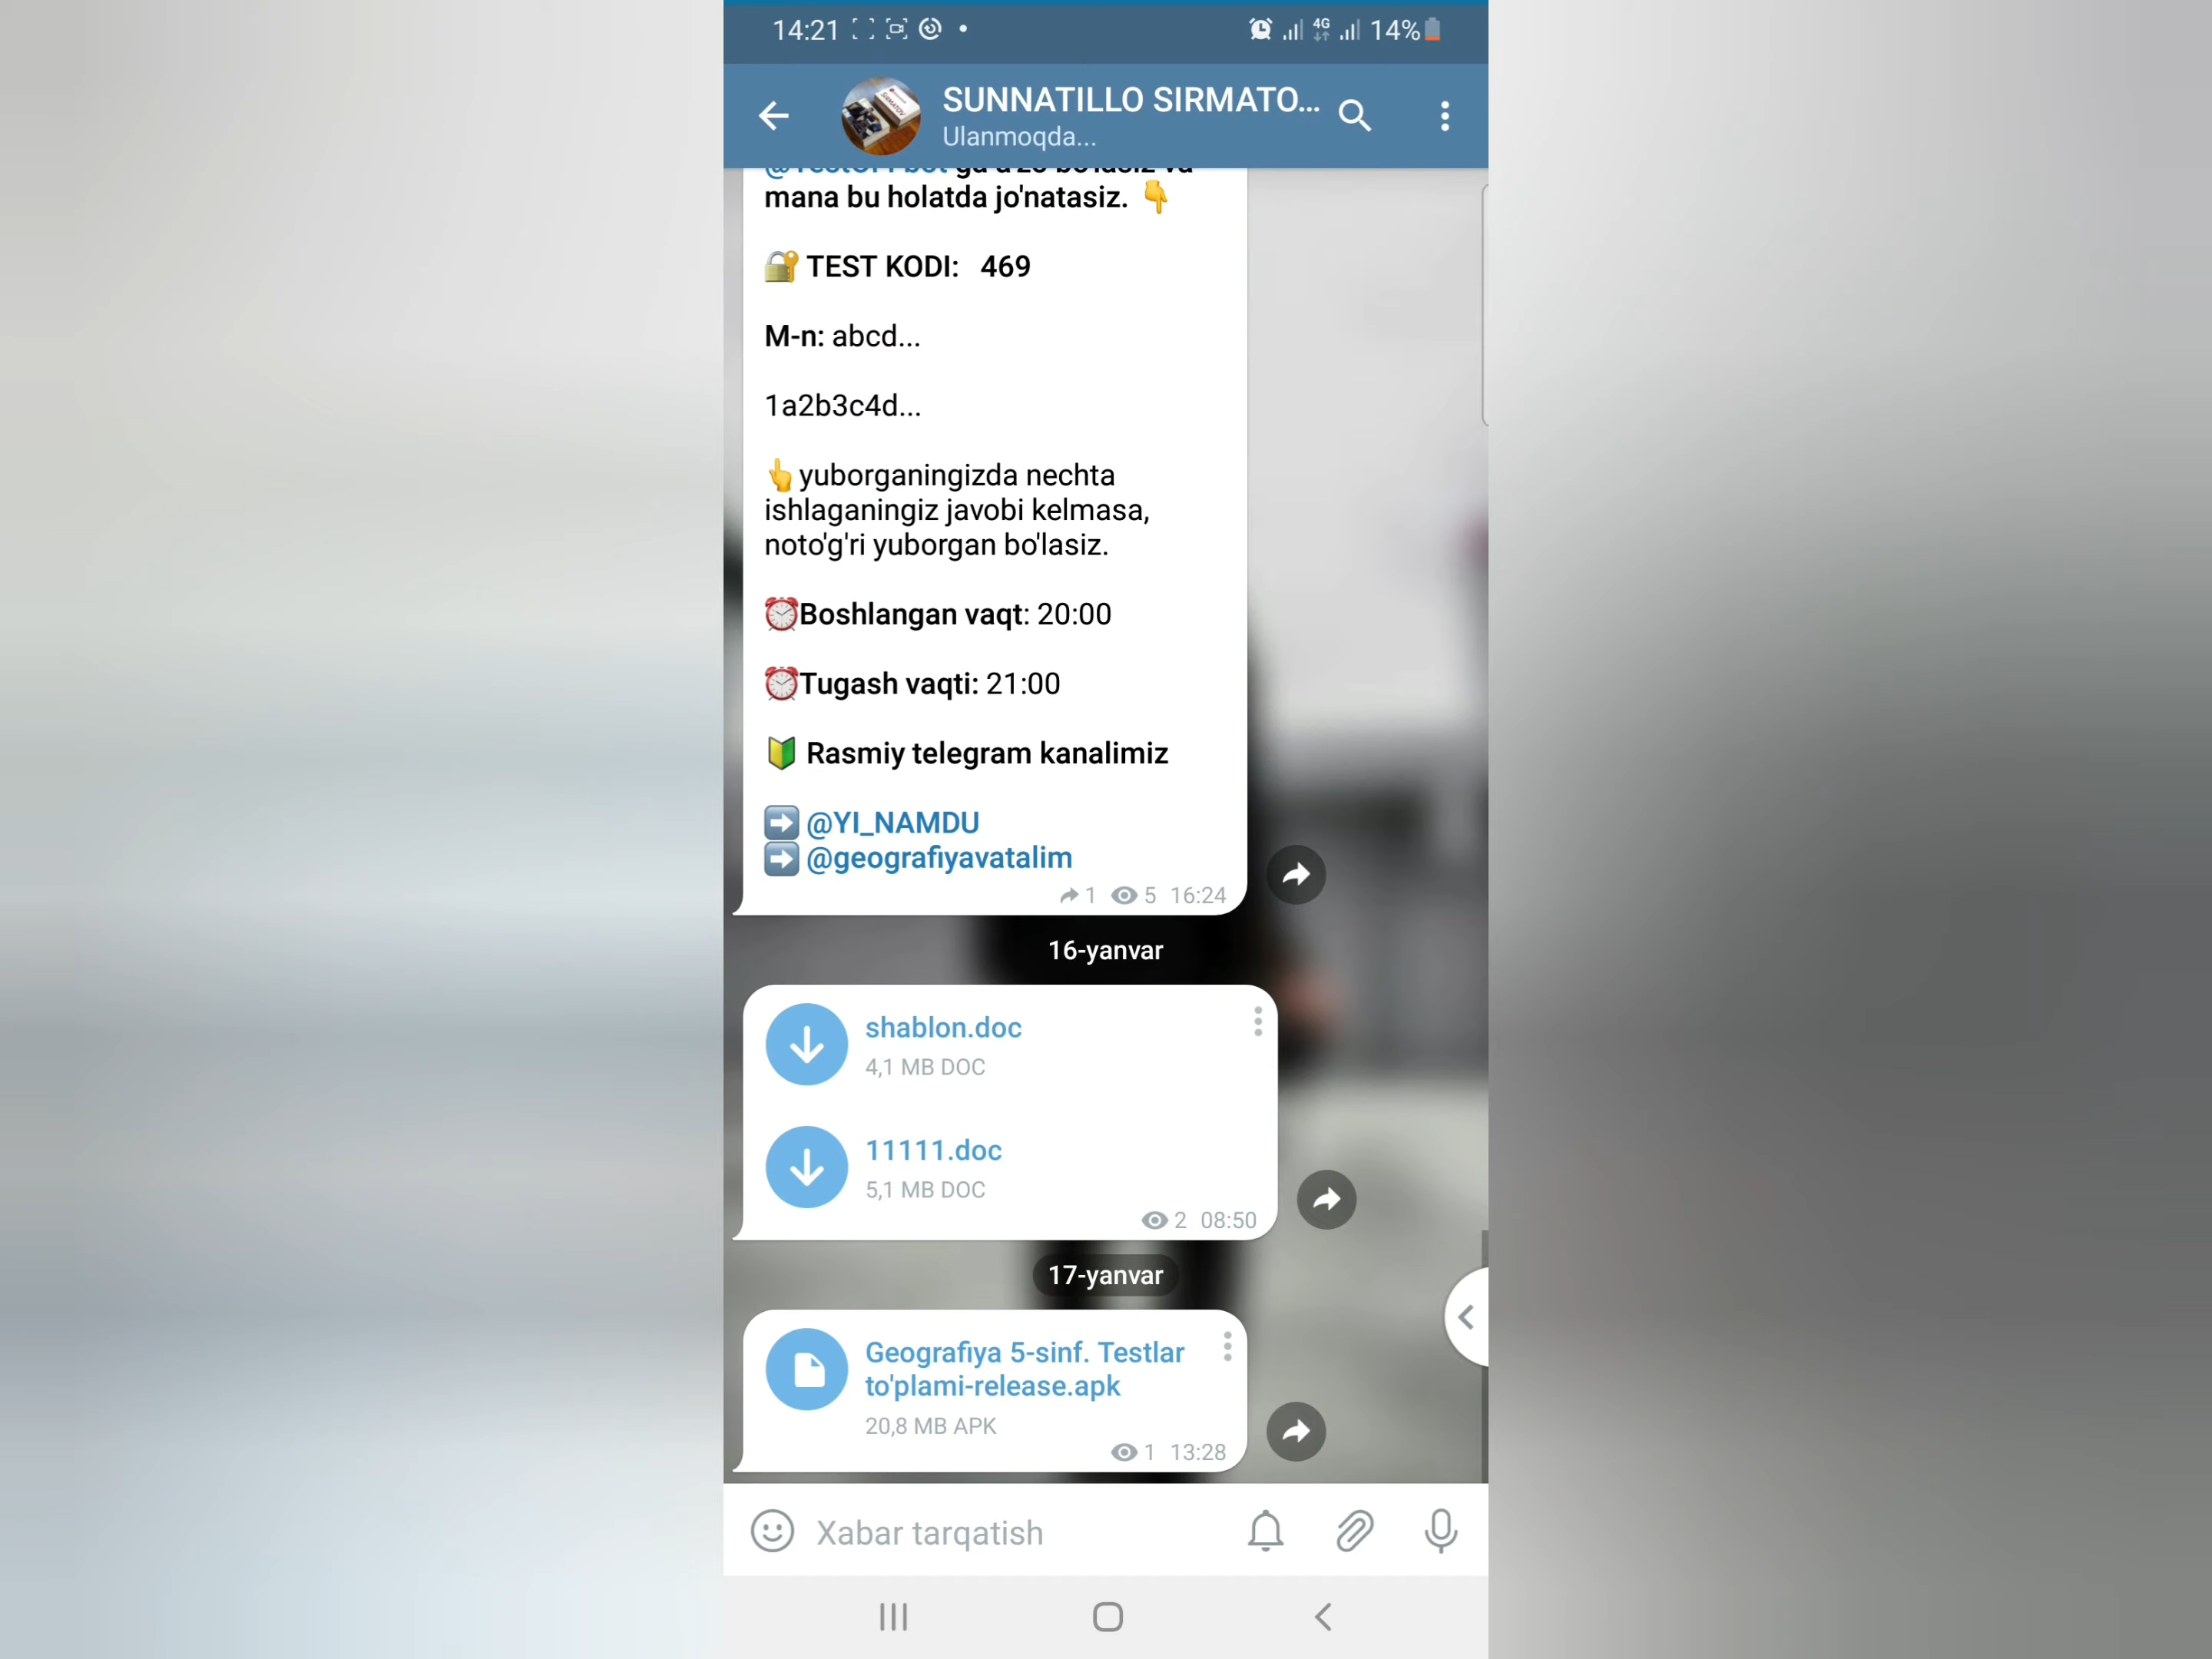 14:21
4G 14%
SUNNATILLO SIRMATO...
Ulanmoqda...
mana bu holatda jo'natasiz. 👇
🔐 TEST KODI: 469
M-n: abcd...
1a2b3c4d...
👆yuborganingizda nechta
ishlaganingiz javobi kelmasa,
noto'g'ri yuborgan bo'lasiz.
⏰Boshlangan vaqt: 20:00
⏰Tugash vaqti: 21:00
🔰 Rasmiy telegram kanalimiz
➡️ @YI_NAMDU
➡️ @geografiyavatalim
1 5 16:24
16-yanvar
shablon.doc
4,1 MB DOC
11111.doc
5,1 MB DOC
2 08:50
17-yanvar
Geografiya 5-sinf. Testlar
to'plami-release.apk
20,8 MB APK
1 13:28
Xabar tarqatish